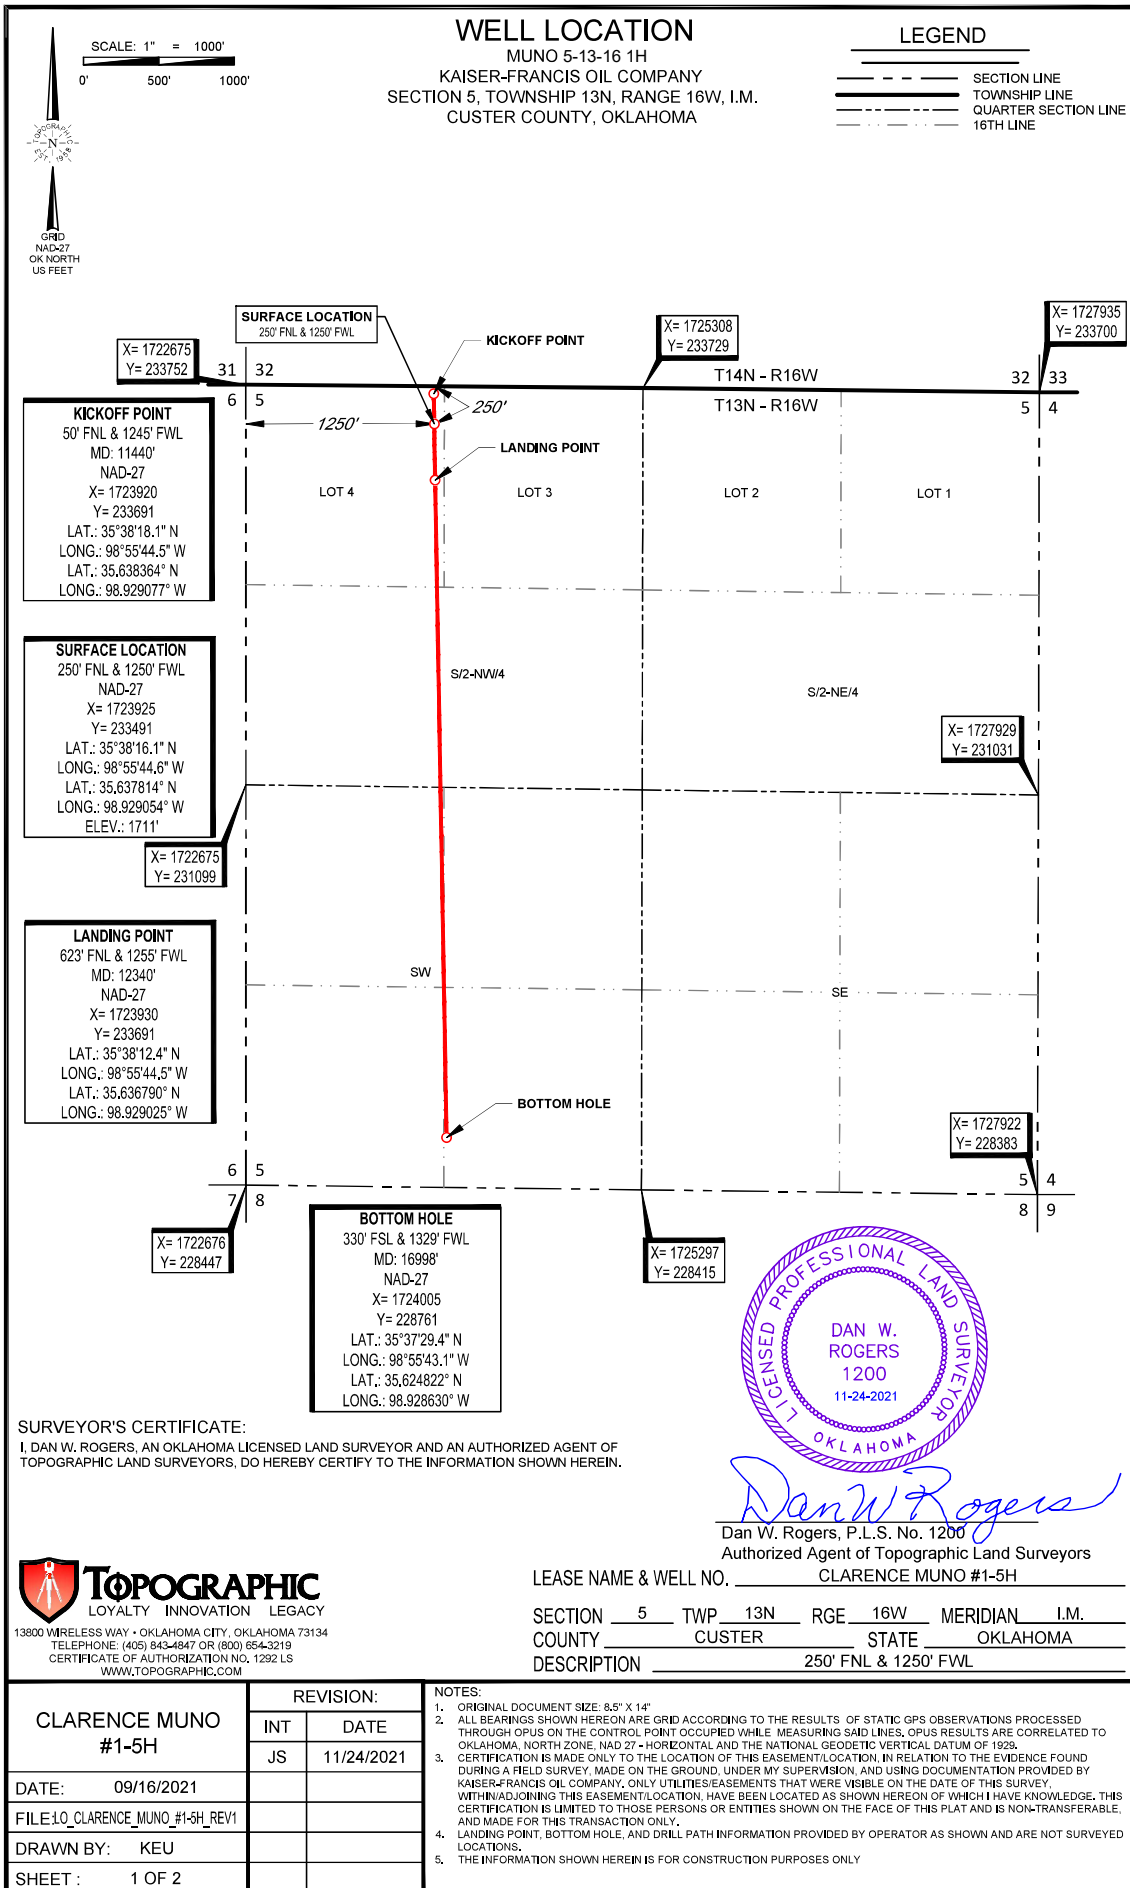 SCALE: 1" = 1000'
0' 500' 1000'
TOPOGRAPHIC
EST. 1958
N
GRID
NAD-27
OK NORTH
US FEET
WELL LOCATION
MUNO 5-13-16 1H
KAISER-FRANCIS OIL COMPANY
SECTION 5, TOWNSHIP 13N, RANGE 16W, I.M.
CUSTER COUNTY, OKLAHOMA
LEGEND
SECTION LINE
TOWNSHIP LINE
QUARTER SECTION LINE
16TH LINE
SURFACE LOCATION
250' FNL & 1250' FWL
KICKOFF POINT
X= 1722675
Y= 233752
X= 1725308
Y= 233729
X= 1727935
Y= 233700
31 32
6 5
T14N - R16W
T13N - R16W
32 33
5 4
1250'
250'
LANDING POINT
LOT 4
LOT 3
LOT 2
LOT 1
KICKOFF POINT
50' FNL & 1245' FWL
MD: 11440'
NAD-27
X= 1723920
Y= 233691
LAT.: 35°38'18.1" N
LONG.: 98°55'44.5" W
LAT.: 35.638364° N
LONG.: 98.929077° W
SURFACE LOCATION
250' FNL & 1250' FWL
NAD-27
X= 1723925
Y= 233491
LAT.: 35°38'16.1" N
LONG.: 98°55'44.6" W
LAT.: 35.637814° N
LONG.: 98.929054° W
ELEV.: 1711'
S/2-NW/4
S/2-NE/4
X= 1727929
Y= 231031
X= 1722675
Y= 231099
LANDING POINT
623' FNL & 1255' FWL
MD: 12340'
NAD-27
X= 1723930
Y= 233691
LAT.: 35°38'12.4" N
LONG.: 98°55'44.5" W
LAT.: 35.636790° N
LONG.: 98.929025° W
SW
SE
BOTTOM HOLE
X= 1727922
Y= 228383
6 5
7 8
5 4
8 9
X= 1722676
Y= 228447
BOTTOM HOLE
330' FSL & 1329' FWL
MD: 16998'
NAD-27
X= 1724005
Y= 228761
LAT.: 35°37'29.4" N
LONG.: 98°55'43.1" W
LAT.: 35.624822° N
LONG.: 98.928630° W
X= 1725297
Y= 228415
LICENSED PROFESSIONAL LAND SURVEYOR
DAN W.
ROGERS
1200
11-24-2021
OKLAHOMA
SURVEYOR'S CERTIFICATE:
I, DAN W. ROGERS, AN OKLAHOMA LICENSED LAND SURVEYOR AND AN AUTHORIZED AGENT OF
TOPOGRAPHIC LAND SURVEYORS, DO HEREBY CERTIFY TO THE INFORMATION SHOWN HEREIN.
Dan W Rogers
Dan W. Rogers, P.L.S. No. 1200
Authorized Agent of Topographic Land Surveyors
TOPOGRAPHIC
LOYALTY INNOVATION LEGACY
13800 WIRELESS WAY • OKLAHOMA CITY, OKLAHOMA 73134
TELEPHONE: (405) 843-4847 OR (800) 654-3219
CERTIFICATE OF AUTHORIZATION NO. 1292 LS
WWW.TOPOGRAPHIC.COM
LEASE NAME & WELL NO. CLARENCE MUNO #1-5H
SECTION 5 TWP 13N RGE 16W MERIDIAN I.M.
COUNTY CUSTER STATE OKLAHOMA
DESCRIPTION 250' FNL & 1250' FWL
CLARENCE MUNO
#1-5H
DATE: 09/16/2021
FILE:LO_CLARENCE_MUNO_#1-5H_REV1
DRAWN BY: KEU
SHEET : 1 OF 2
REVISION:
INT DATE
JS 11/24/2021
NOTES:
1. ORIGINAL DOCUMENT SIZE: 8.5" X 14"
2. ALL BEARINGS SHOWN HEREON ARE GRID ACCORDING TO THE RESULTS OF STATIC GPS OBSERVATIONS PROCESSED
THROUGH OPUS ON THE CONTROL POINT OCCUPIED WHILE MEASURING SAID LINES. OPUS RESULTS ARE CORRELATED TO
OKLAHOMA, NORTH ZONE, NAD 27 - HORIZONTAL AND THE NATIONAL GEODETIC VERTICAL DATUM OF 1929.
3. CERTIFICATION IS MADE ONLY TO THE LOCATION OF THIS EASEMENT/LOCATION, IN RELATION TO THE EVIDENCE FOUND
DURING A FIELD SURVEY, MADE ON THE GROUND, UNDER MY SUPERVISION, AND USING DOCUMENTATION PROVIDED BY
KAISER-FRANCIS OIL COMPANY. ONLY UTILITIES/EASEMENTS THAT WERE VISIBLE ON THE DATE OF THIS SURVEY,
WITHIN/ADJOINING THIS EASEMENT/LOCATION, HAVE BEEN LOCATED AS SHOWN HEREON OF WHICH I HAVE KNOWLEDGE. THIS
CERTIFICATION IS LIMITED TO THOSE PERSONS OR ENTITIES SHOWN ON THE FACE OF THIS PLAT AND IS NON-TRANSFERABLE,
AND MADE FOR THIS TRANSACTION ONLY.
4. LANDING POINT, BOTTOM HOLE, AND DRILL PATH INFORMATION PROVIDED BY OPERATOR AS SHOWN AND ARE NOT SURVEYED
LOCATIONS.
5. THE INFORMATION SHOWN HEREIN IS FOR CONSTRUCTION PURPOSES ONLY